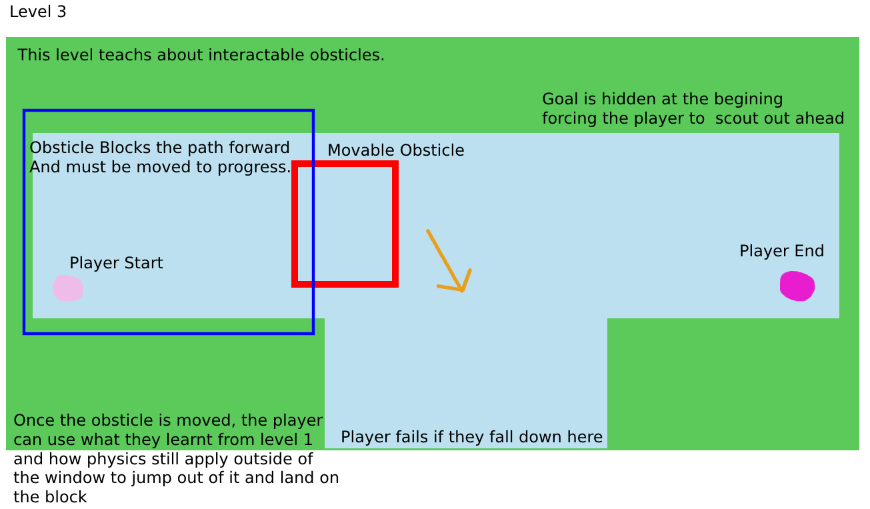 Level 3
This level teachs about interactable obsticles.
Goal is hidden at the begining
forcing the player to  scout out ahead
Obsticle Blocks the path forward
And must be moved to progress.
Movable Obsticle
Player Start
Player End
Once the obsticle is moved, the player
can use what they learnt from level 1
and how physics still apply outside of
the window to jump out of it and land on
the block
Player fails if they fall down here